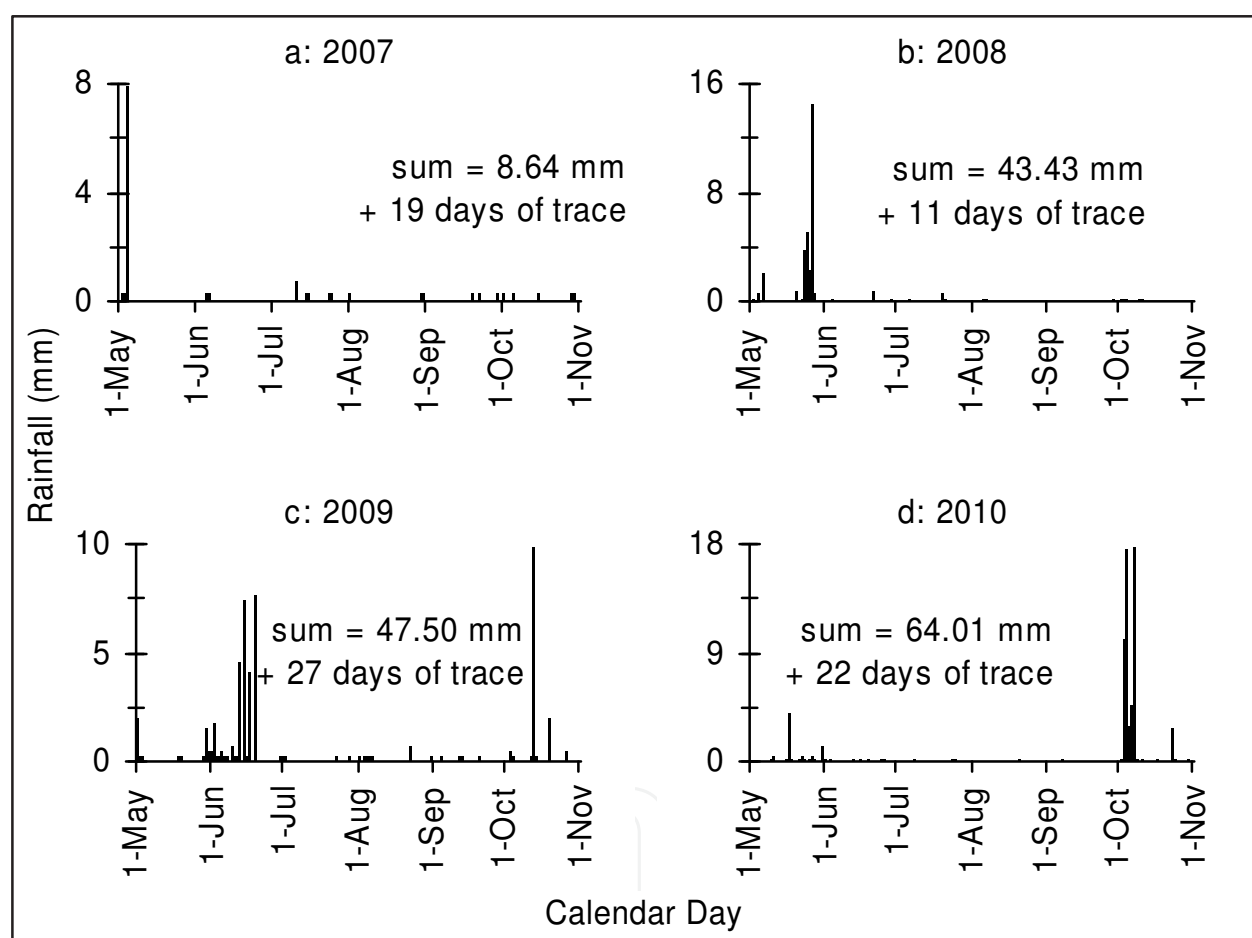 a: 2007
8
4
0
sum = 8.64 mm
+ 19 days of trace
1-May
1-Jun
1-Jul
1-Aug
1-Sep
1-Oct
1-Nov
b: 2008
16
8
0
sum = 43.43 mm
+ 11 days of trace
1-May
1-Jun
1-Jul
1-Aug
1-Sep
1-Oct
1-Nov
Rainfall (mm)
c: 2009
10
5
0
sum = 47.50 mm
+ 27 days of trace
1-May
1-Jun
1-Jul
1-Aug
1-Sep
1-Oct
1-Nov
d: 2010
18
9
0
sum = 64.01 mm
+ 22 days of trace
1-May
1-Jun
1-Jul
1-Aug
1-Sep
1-Oct
1-Nov
Calendar Day